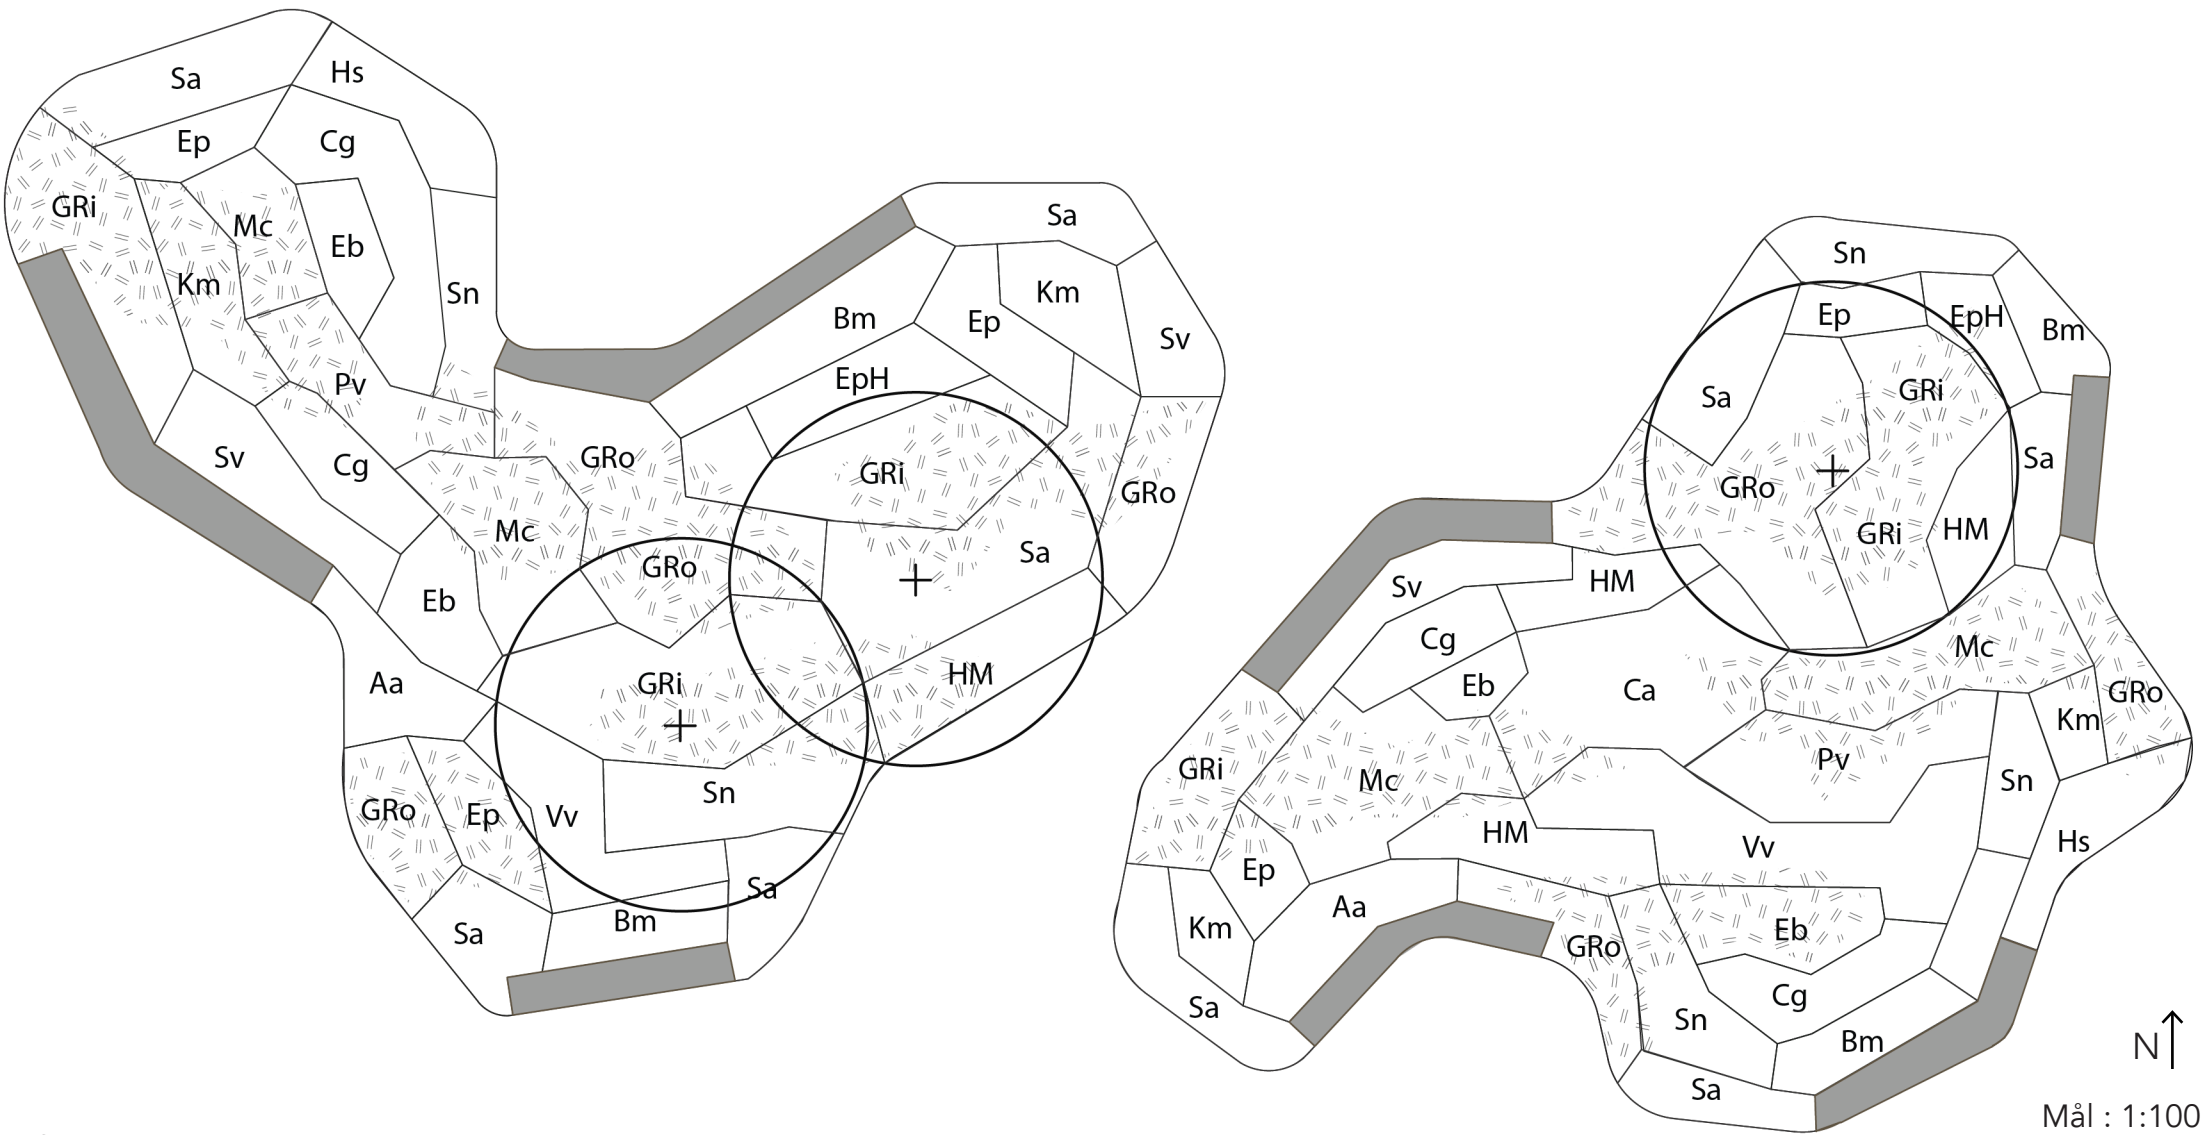 Sa
Hs
Ep
Cg
GRi
Mc
Eb
Km
Sn
Pv
Sv
Cg
Mc
Eb
Aa
GRo
Ep
Vv
Sa
Bm
Sa
Sn
GRi
GRo
GRo
Bm
EpH
Ep
Km
Sa
Sv
GRi
GRo
Sa
HM
Sn
Ep
EpH
Bm
Sa
GRi
GRo
GRi
HM
Sa
Sv
HM
Cg
Eb
Ca
Mc
GRo
Km
GRi
Mc
Pv
Sn
HM
Vv
Hs
Ep
Aa
Km
Sa
GRo
Eb
Cg
Sn
Bm
Sa
N
Mål : 1:100